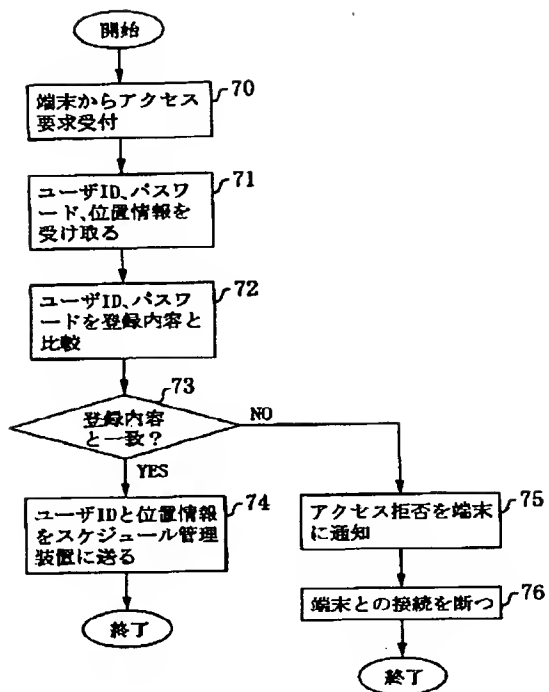 開始
70
端末からアクセス
要求受付
71
ユーザID、パスワ
ード、位置情報を
受け取る
72
ユーザID、パスワ
ードを登録内容と
比較
73
登録内容
と一致?
NO
YES
74
ユーザIDと位置情報
をスケジュール管理
装置に送る
終了
75
アクセス拒否を端末
に通知
76
端末との接続を断つ
終了